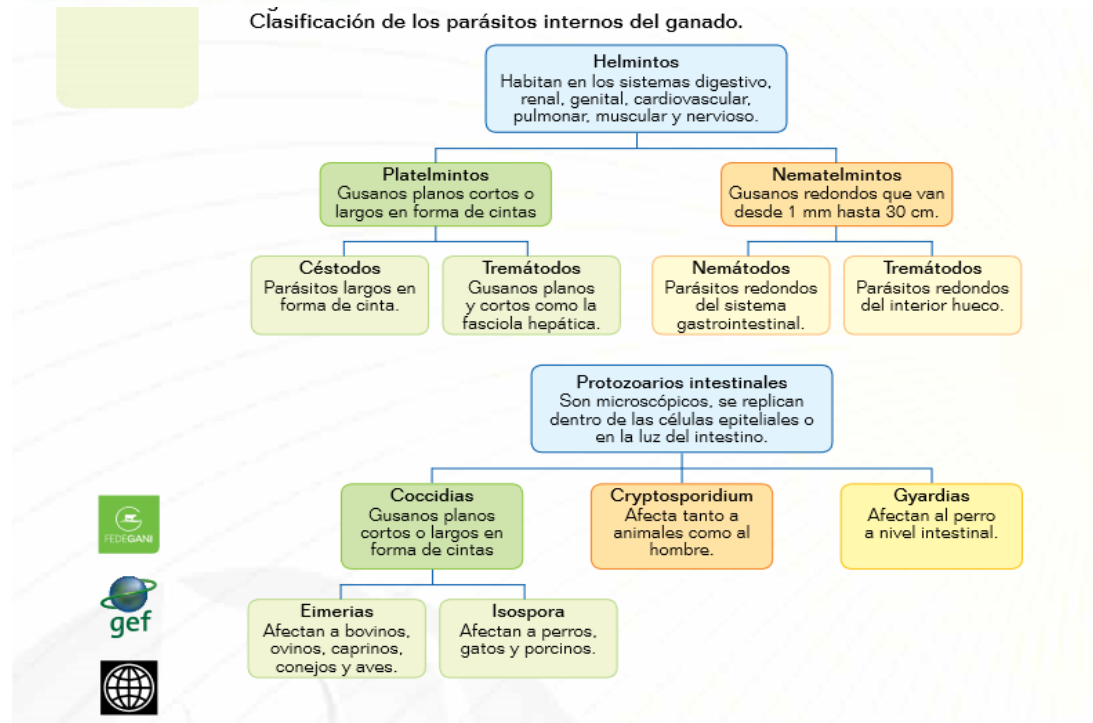 Clasificación de los parásitos internos del ganado.
Helmintos
Habitan en los sistemas digestivo,
renal, genital, cardiovascular,
pulmonar, muscular y nervioso.
Platelmintos
Gusanos planos cortos o
largos en forma de cintas
Nematelmintos
Gusanos redondos que van
desde 1 mm hasta 30 cm.
Céstodos
Parásitos largos en
forma de cinta.
Tremátodos
Gusanos planos
y cortos como la
fasciola hepática.
Nemátodos
Parásitos redondos
del sistema
gastrointestinal.
Tremátodos
Parásitos redondos
del interior hueco.
Protozoarios intestinales
Son microscópicos, se replican
dentro de las células epiteliales o
en la luz del intestino.
Coccidias
Gusanos planos
cortos o largos en
forma de cintas
Cryptosporidium
Afecta tanto a
animales como al
hombre.
Gyardias
Afectan al perro
a nivel intestinal.
Eimerias
Afectan a bovinos,
ovinos, caprinos,
conejos y aves.
Isospora
Afectan a perros,
gatos y porcinos.
FEDEGANI
gef